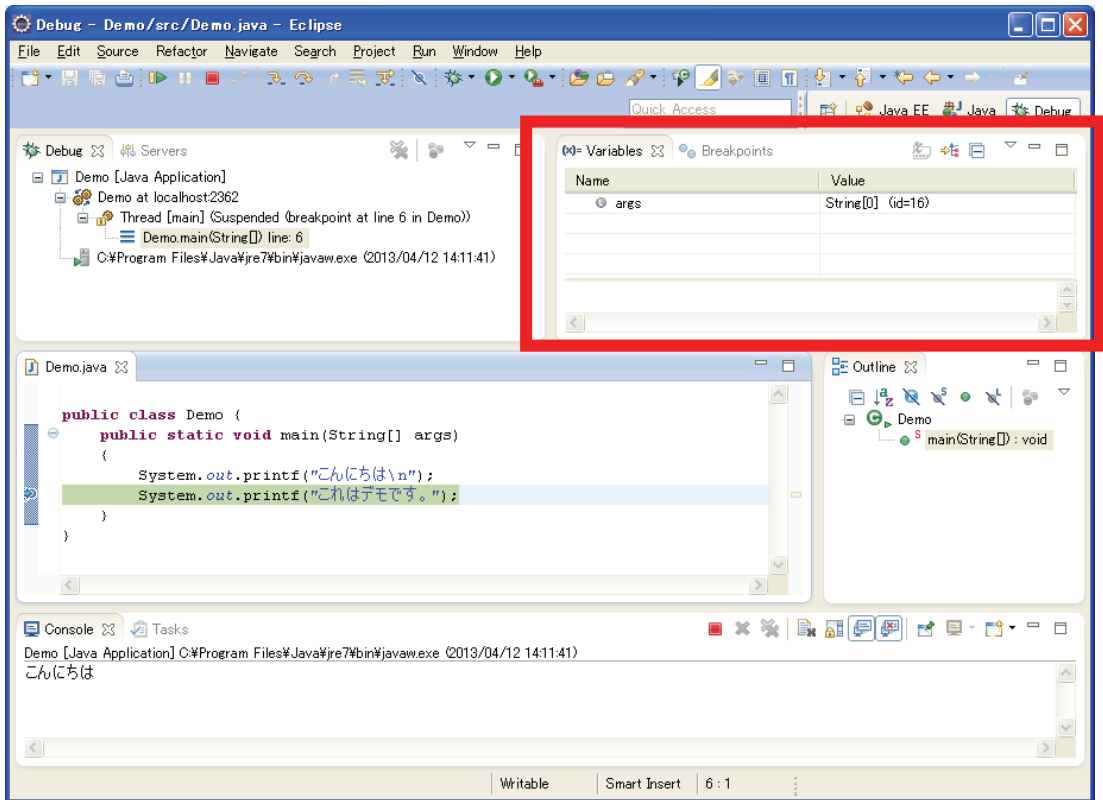 Debug - Demo/src/Demo.java - Eclipse
File Edit Source Refactor Navigate Search Project Run Window Help
Quick Access
Java EE Java Debug
Debug Servers
Demo [Java Application]
Demo at localhost:2362
Thread [main] (Suspended (breakpoint at line 6 in Demo))
Demo.main(String[]) line: 6
C:¥Program Files¥Java¥jre7¥bin¥javaw.exe (2013/04/12 14:11:41)
(x)= Variables Breakpoints
Name Value
args String[0] (id=16)
Demo.java
public class Demo {
public static void main(String[] args)
{
System.out.printf("こんにちは\n");
System.out.printf("これはデモです。");
}
}
Outline
Demo
main(String[]) : void
Console Tasks
Demo [Java Application] C:¥Program Files¥Java¥jre7¥bin¥javaw.exe (2013/04/12 14:11:41)
こんにちは
Writable Smart Insert 6 : 1